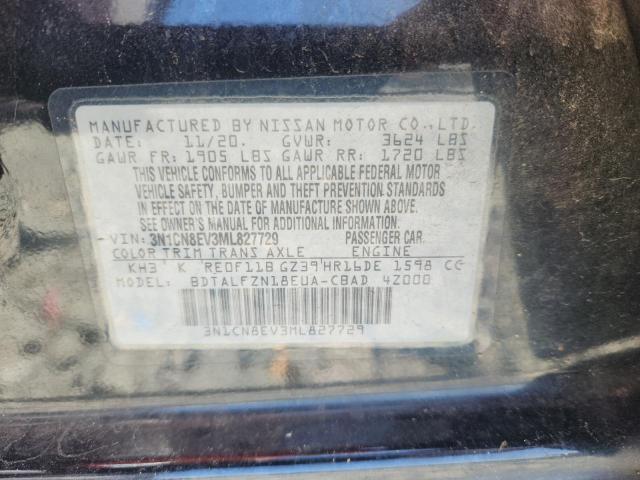 MANUFACTURED BY NISSAN MOTOR CO.,LTD.
DATE: 11/20. GVWR: 3624 LBS
GAWR FR: 1905 LBS GAWR RR: 1720 LBS
THIS VEHICLE CONFORMS TO ALL APPLICABLE FEDERAL MOTOR
VEHICLE SAFETY, BUMPER AND THEFT PREVENTION STANDARDS
IN EFFECT ON THE DATE OF MANUFACTURE SHOWN ABOVE.
SEE OWNER'S MANUAL FOR ADDITIONAL INFORMATION.
VIN: 3N1CN8EV3ML827729 PASSENGER CAR.
COLOR TRIM TRANS AXLE ENGINE
KH3 K RE0F11B GZ39 HR16DE 1598 CC
BDTALFZN18EUA-CBAD 4Z000
3N1CN8EV3ML827729